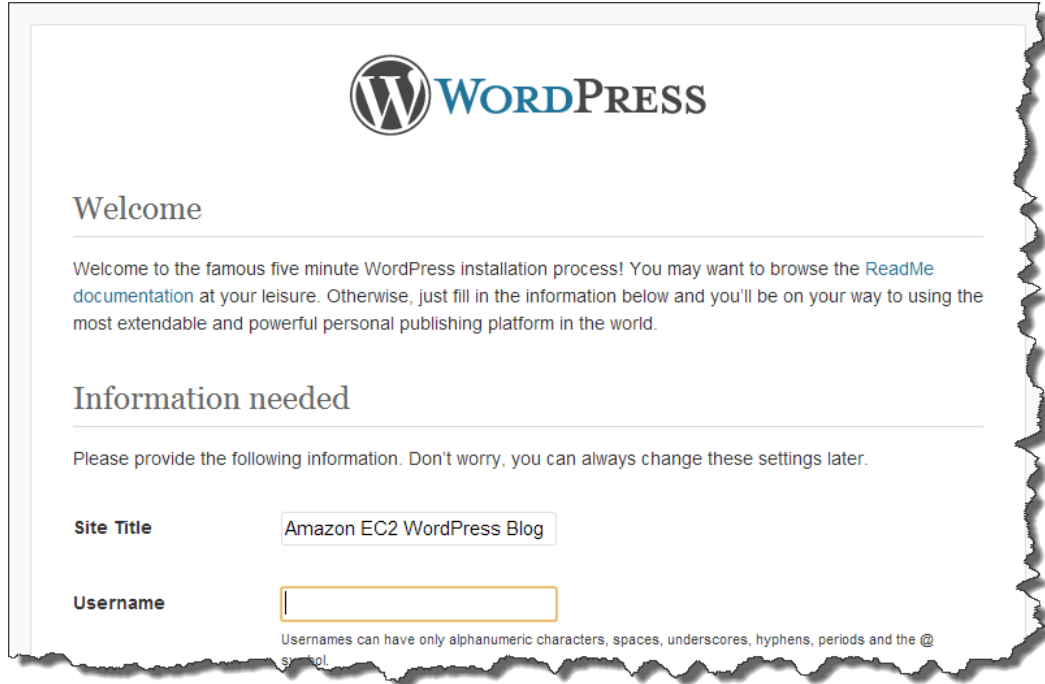 WORDPRESS
Welcome
Welcome to the famous five minute WordPress installation process! You may want to browse the ReadMe
documentation at your leisure. Otherwise, just fill in the information below and you'll be on your way to using the
most extendable and powerful personal publishing platform in the world.
Information needed
Please provide the following information. Don't worry, you can always change these settings later.
Site Title Amazon EC2 WordPress Blog
Username
Usernames can have only alphanumeric characters, spaces, underscores, hyphens, periods and the @
symbol.